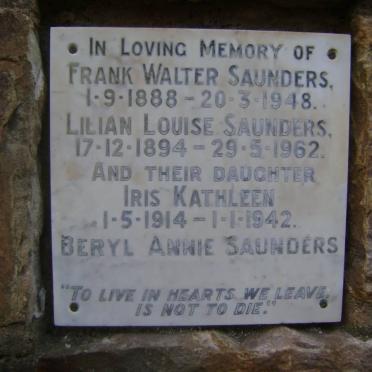 In Loving Memory of
Frank Walter Saunders,
1·9·1888 – 20·3·1948.
Lilian Louise Saunders,
17·12·1894 – 29·5·1962.
And their daughter
Iris Kathleen
1·5·1914 – 1·1·1942.
Beryl Annie Saunders
"To live in hearts we leave,
is not to die."